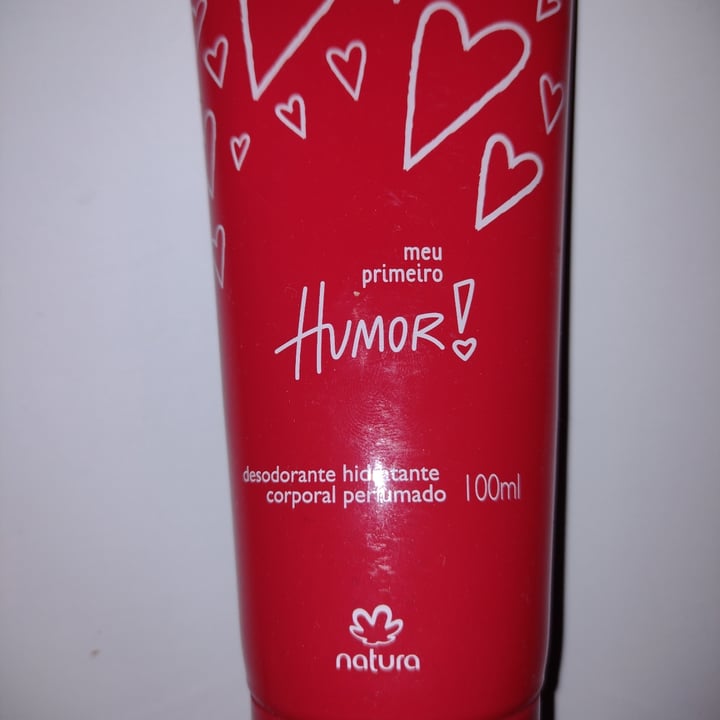 meu
primeiro
HUMOR!
desodorante hidratante
corporal perfumado 100ml
natura